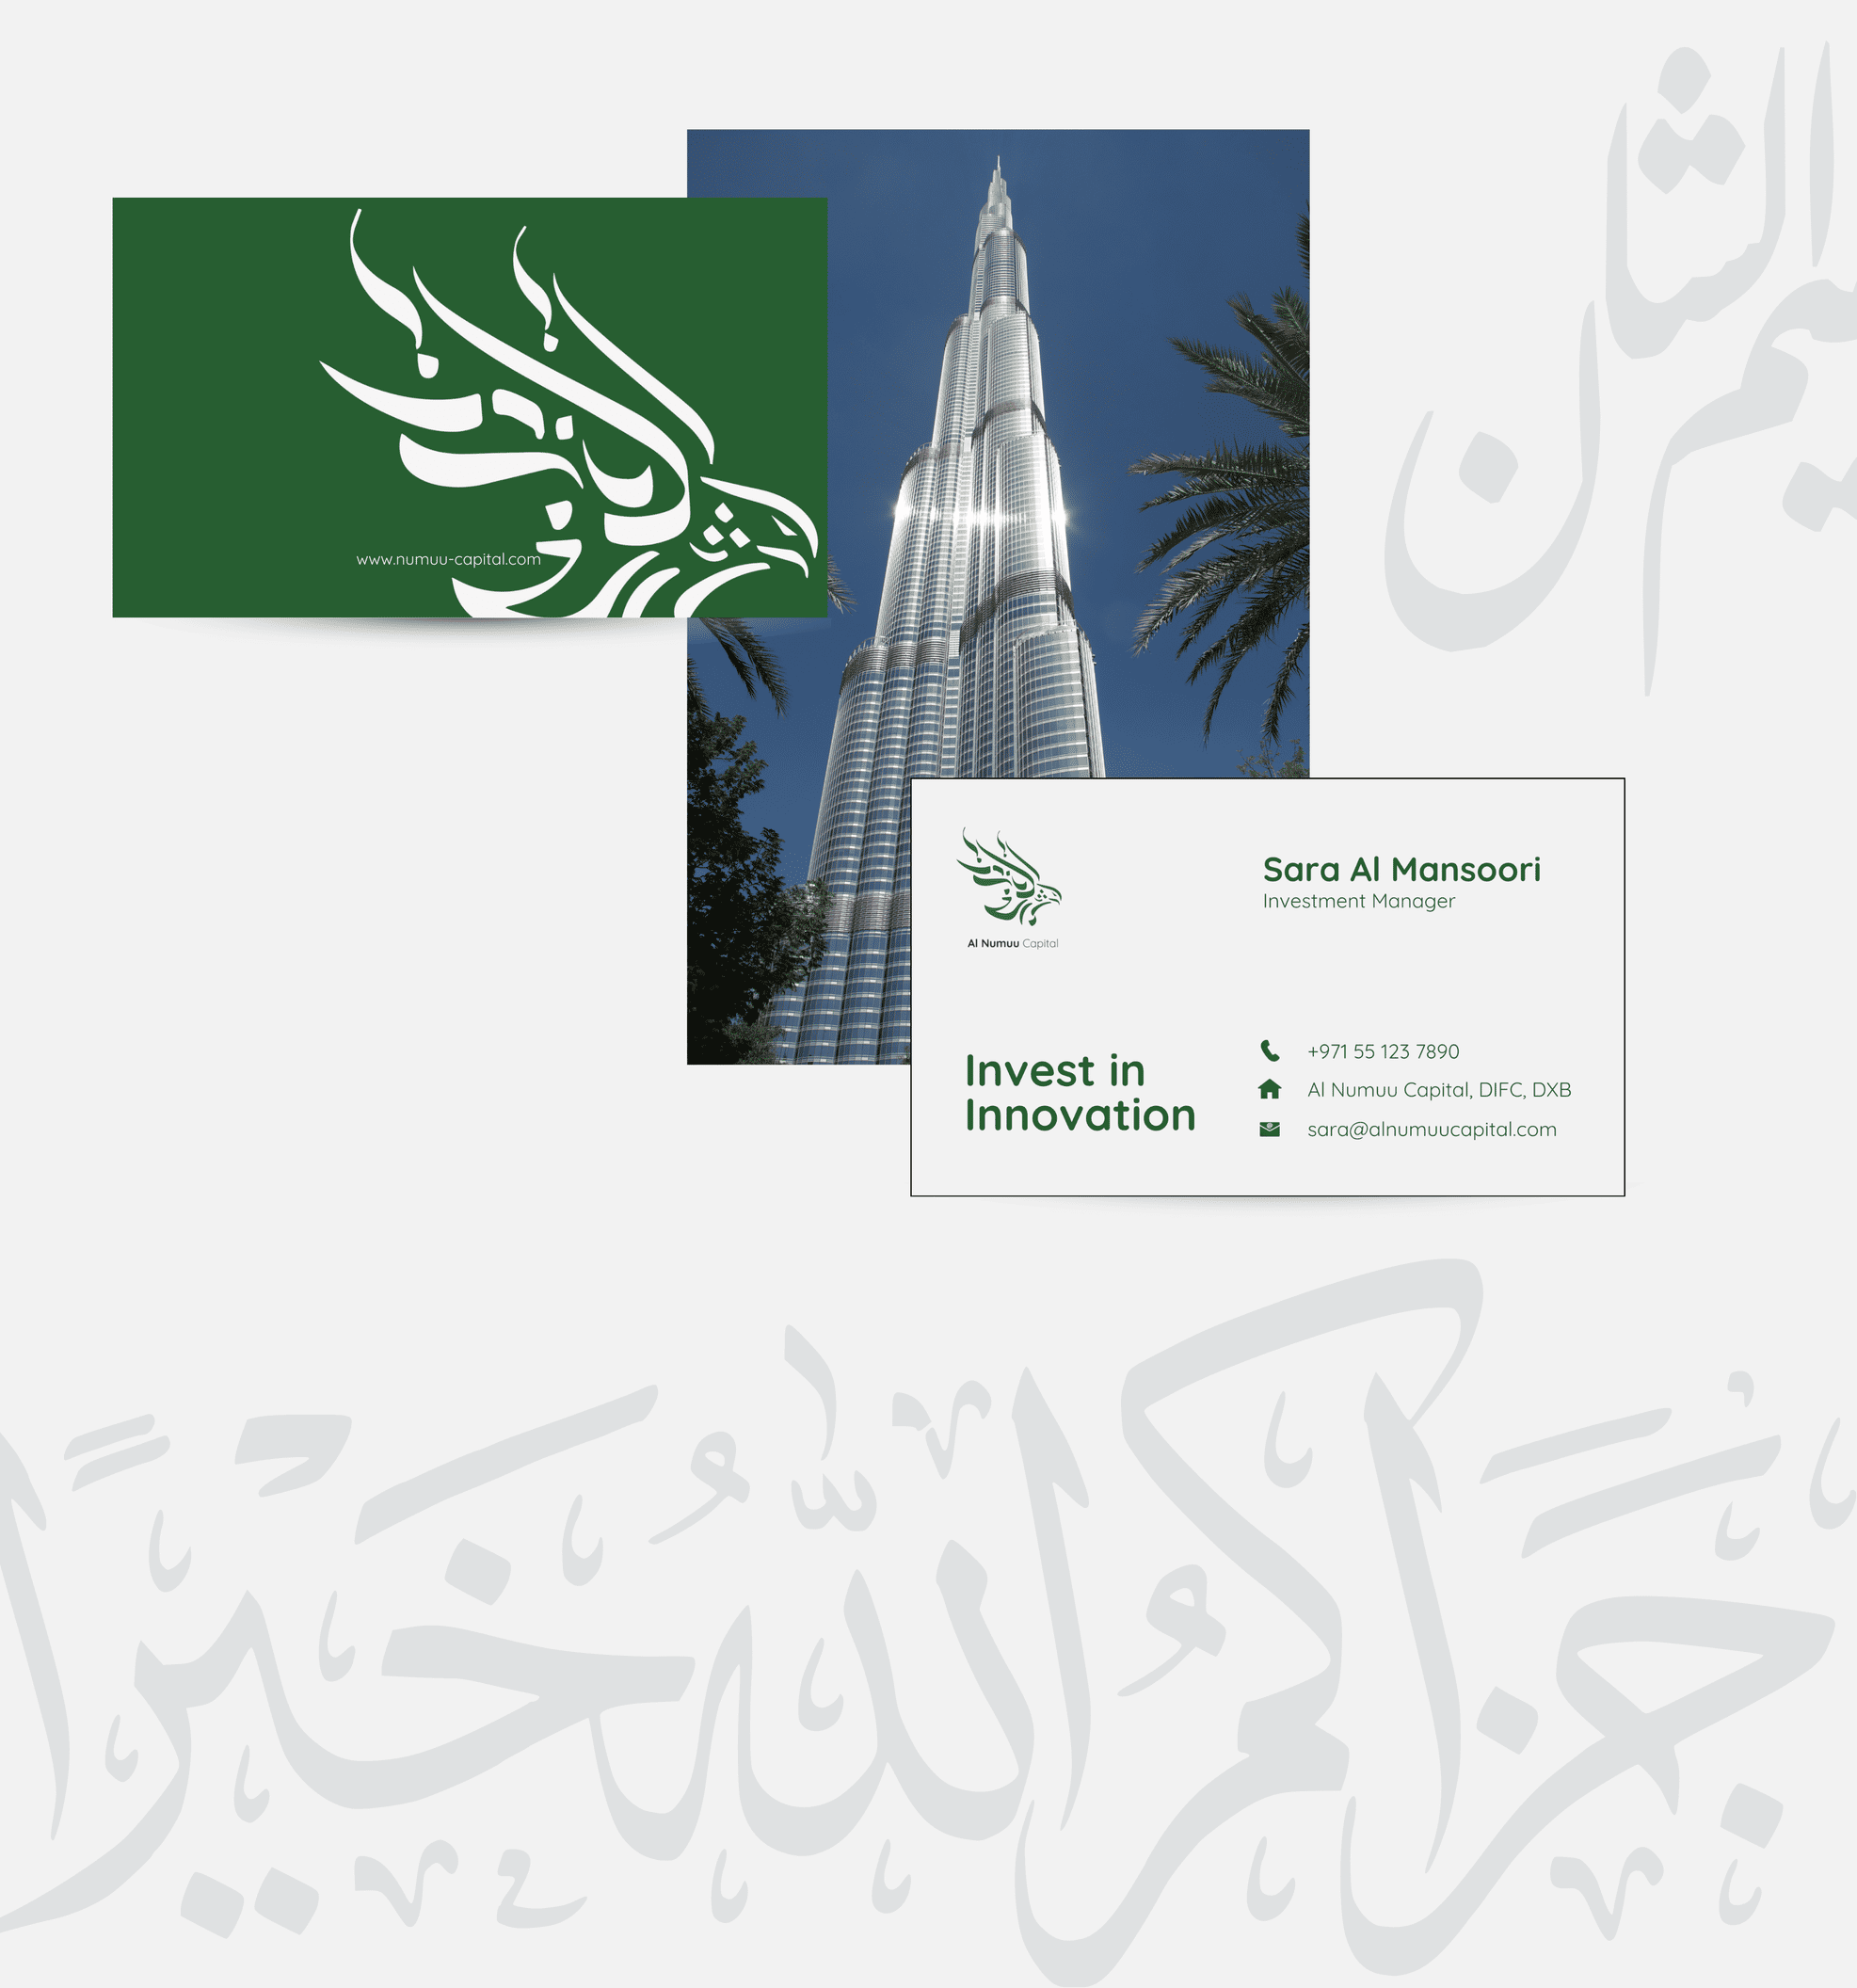 www.numuu-capital.com
Al Numuu Capital
Sara Al Mansoori
Investment Manager
Invest in
Innovation
+971 55 123 7890
Al Numuu Capital, DIFC, DXB
sara@alnumuucapital.com
جزاكم الله خيرًا